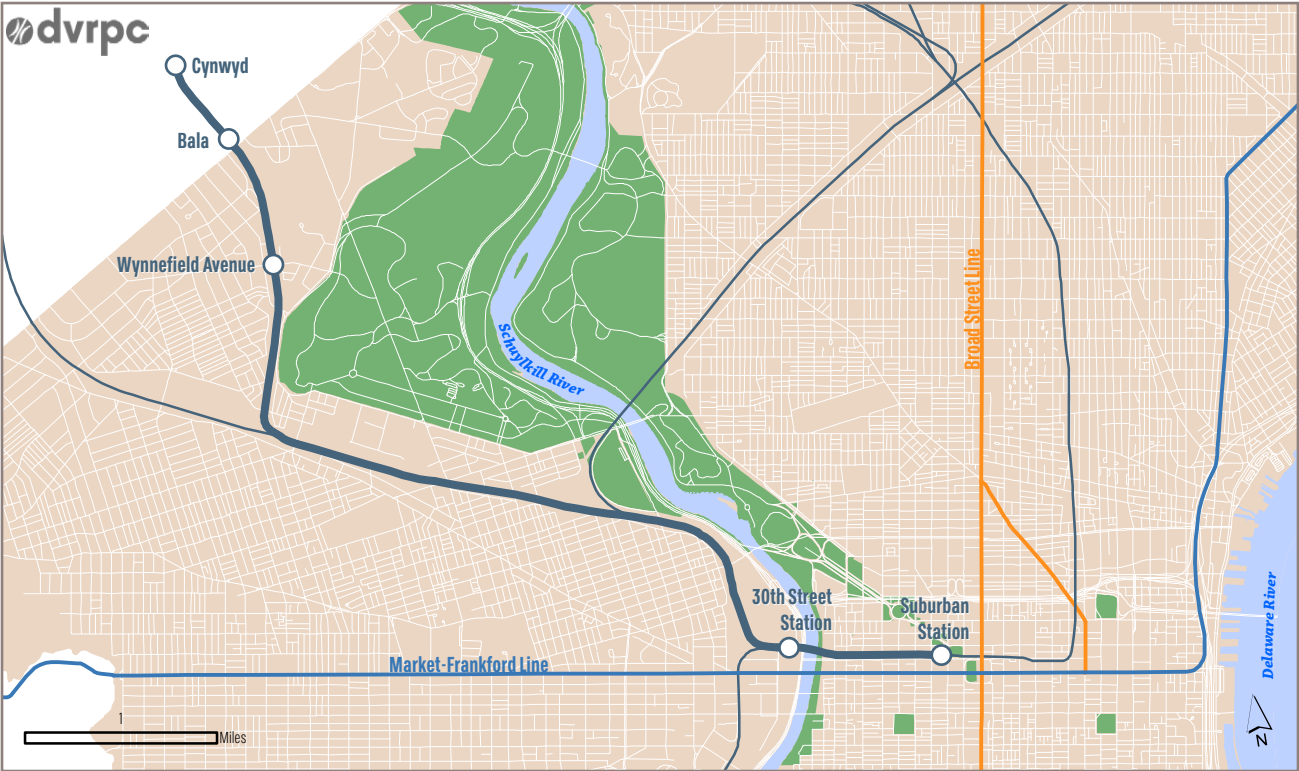 dvrpc
Cynwyd
Bala
Wynnefield Avenue
Broad Street Line
Schuylkill River
30th Street
Station
Suburban
Station
Market-Frankford Line
Delaware River
1
Miles
N